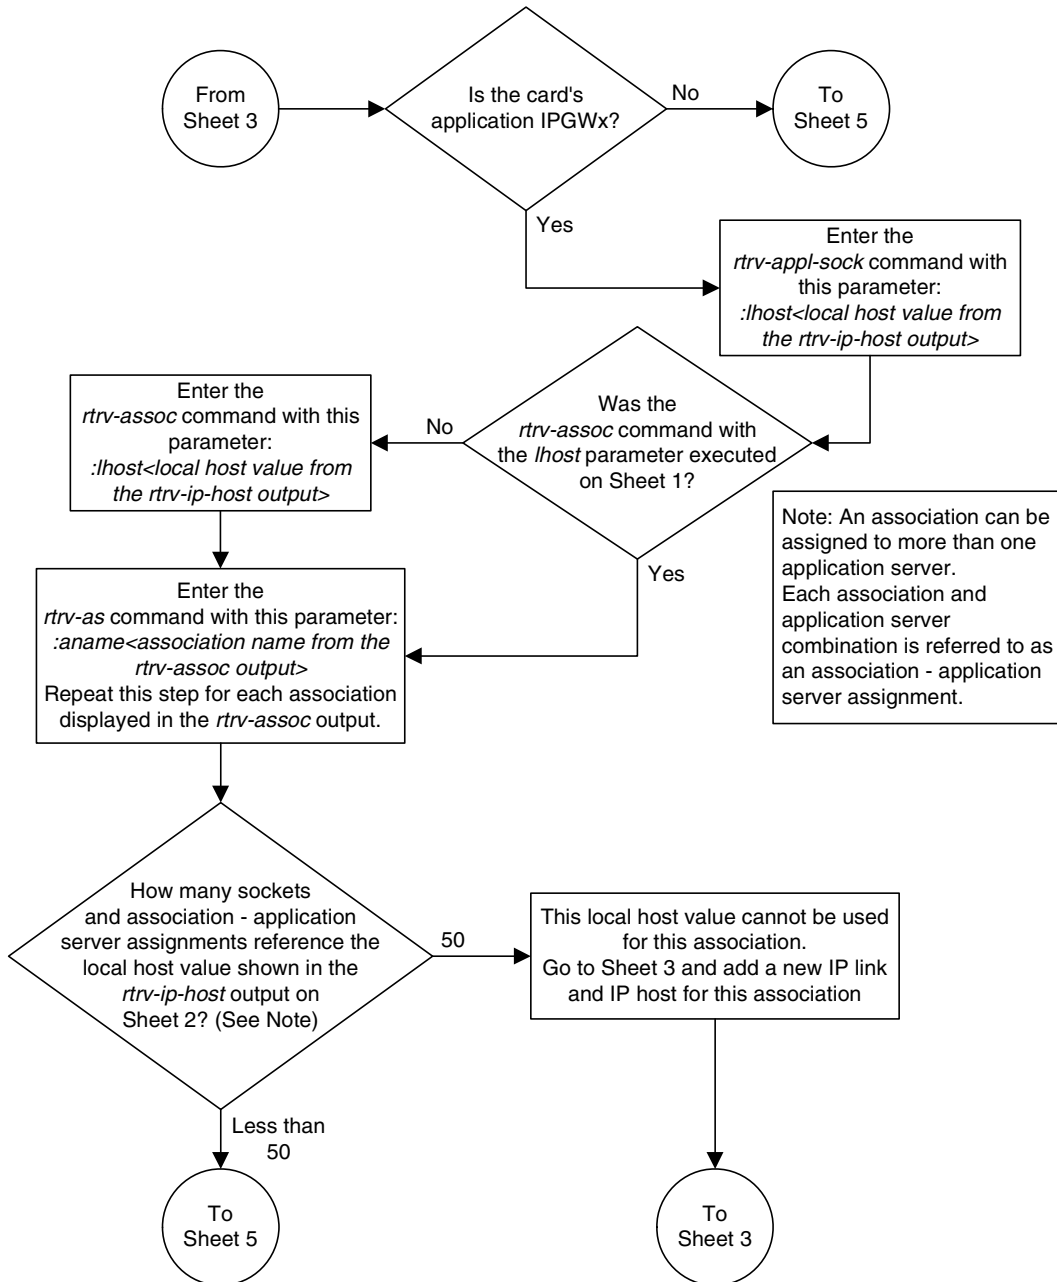 From
Sheet 3
Is the card's
application IPGWx?
No
To
Sheet 5
Yes
Enter the
rtrv-appl-sock command with
this parameter:
:lhost<local host value from
the rtrv-ip-host output>
Was the
rtrv-assoc command with
the lhost parameter executed
on Sheet 1?
No
Enter the
rtrv-assoc command with this
parameter:
:lhost<local host value from
the rtrv-ip-host output>
Yes
Note: An association can be
assigned to more than one
application server.
Each association and
application server
combination is referred to as
an association - application
server assignment.
Enter the
rtrv-as command with this parameter:
:aname<association name from the
rtrv-assoc output>
Repeat this step for each association
displayed in the rtrv-assoc output.
How many sockets
and association - application
server assignments reference the
local host value shown in the
rtrv-ip-host output on
Sheet 2? (See Note)
50
This local host value cannot be used
for this association.
Go to Sheet 3 and add a new IP link
and IP host for this association
Less than
50
To
Sheet 5
To
Sheet 3